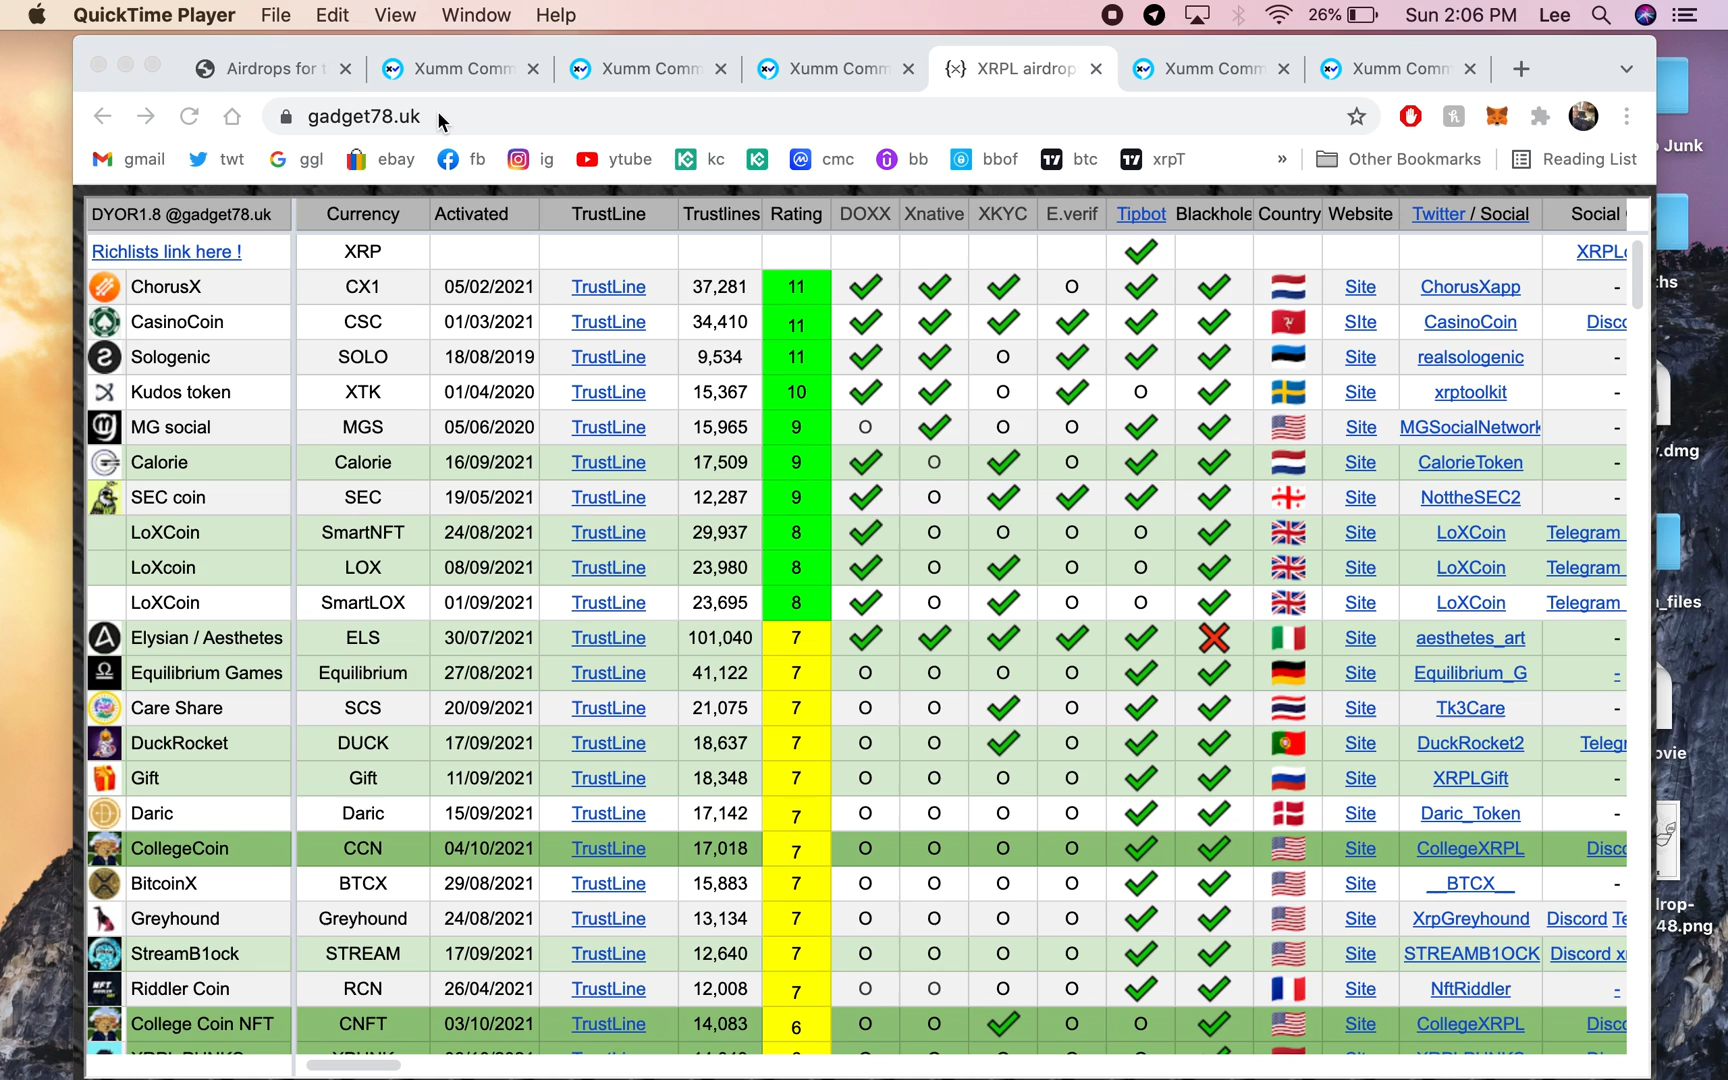 QuickTime Player File Edit View Window Help 26% Sun 2:06 PM Lee
Airdrops for t Xumm Comm Xumm Comm Xumm Comm {×} XRPL airdrop Xumm Comm Xumm Comm
gadget78.uk
gmail twt ggl ebay fb ig ytube kc cmc bb bbof btc xrpT » Other Bookmarks Reading List
DYOR1.8 @gadget78.uk Currency Activated TrustLine Trustlines Rating DOXX Xnative XKYC E.verif Tipbot Blackhole Country Website Twitter / Social Social
Richlists link here ! XRP XRPL
ChorusX CX1 05/02/2021 TrustLine 37,281 11 O Site ChorusXapp -
CasinoCoin CSC 01/03/2021 TrustLine 34,410 11 SIte CasinoCoin Disc
Sologenic SOLO 18/08/2019 TrustLine 9,534 11 O Site realsologenic -
Kudos token XTK 01/04/2020 TrustLine 15,367 10 O O Site xrptoolkit -
MG social MGS 05/06/2020 TrustLine 15,965 9 O O O Site MGSocialNetwork -
Calorie Calorie 16/09/2021 TrustLine 17,509 9 O O Site CalorieToken -
SEC coin SEC 19/05/2021 TrustLine 12,287 9 O Site NottheSEC2 -
LoXCoin SmartNFT 24/08/2021 TrustLine 29,937 8 O O O O Site LoXCoin Telegram
LoXcoin LOX 08/09/2021 TrustLine 23,980 8 O O O Site LoXCoin Telegram
LoXCoin SmartLOX 01/09/2021 TrustLine 23,695 8 O O O Site LoXCoin Telegram
Elysian / Aesthetes ELS 30/07/2021 TrustLine 101,040 7 Site aesthetes_art -
Equilibrium Games Equilibrium 27/08/2021 TrustLine 41,122 7 O O O O Site Equilibrium_G -
Care Share SCS 20/09/2021 TrustLine 21,075 7 O O O Site Tk3Care -
DuckRocket DUCK 17/09/2021 TrustLine 18,637 7 O O O Site DuckRocket2 Telegr
Gift Gift 11/09/2021 TrustLine 18,348 7 O O O O Site XRPLGift -
Daric Daric 15/09/2021 TrustLine 17,142 7 O O O O Site Daric_Token -
CollegeCoin CCN 04/10/2021 TrustLine 17,018 7 O O O O Site CollegeXRPL Disc
BitcoinX BTCX 29/08/2021 TrustLine 15,883 7 O O O O Site __BTCX__ -
Greyhound Greyhound 24/08/2021 TrustLine 13,134 7 O O O O Site XrpGreyhound Discord Te
StreamB1ock STREAM 17/09/2021 TrustLine 12,640 7 O O O O Site STREAMB1OCK Discord x
Riddler Coin RCN 26/04/2021 TrustLine 12,008 7 O O O O Site NftRiddler -
College Coin NFT CNFT 03/10/2021 TrustLine 14,083 6 O O O O Site CollegeXRPL Disc
Junk
ths
.dmg
_files
ovie
rop-
48.png